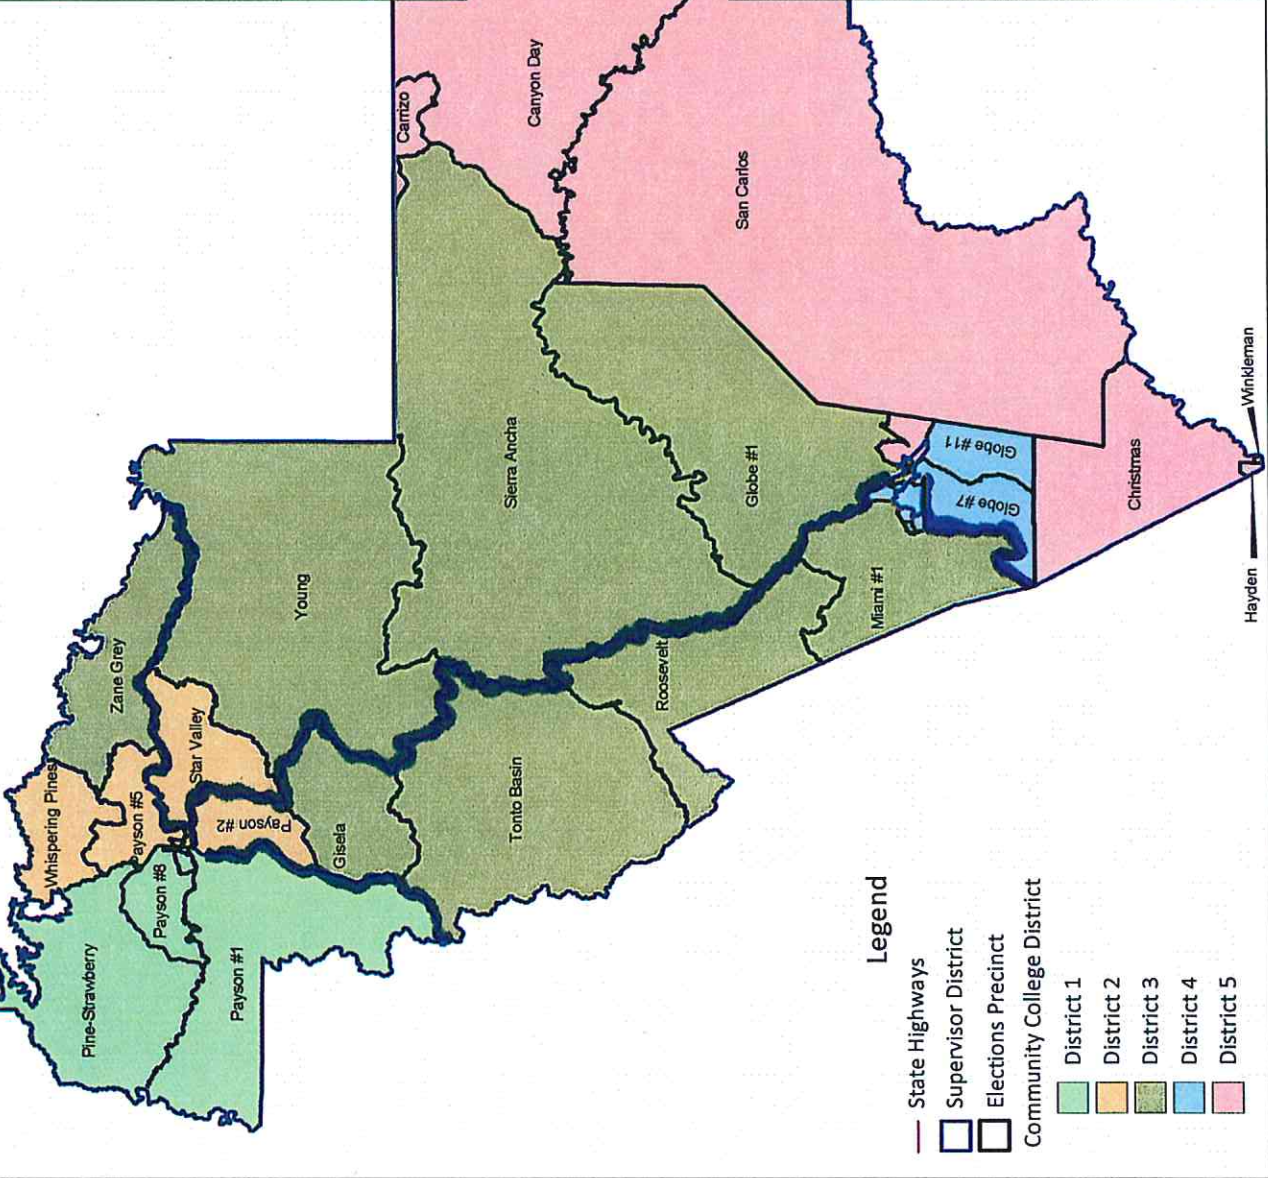 Pine-Strawberry
Payson #1
Payson #8
Whispering Pines
Payson #5
Payson #2
Star Valley
Zane Grey
Gisela
Young
Tonto Basin
Roosevelt
Sierra Ancha
Globe #1
Miami #1
Globe #7
Globe #11
Carrizo
Canyon Day
San Carlos
Christmas
Hayden
Winkleman
Legend
State Highways
Supervisor District
Elections Precinct
Community College District
District 1
District 2
District 3
District 4
District 5